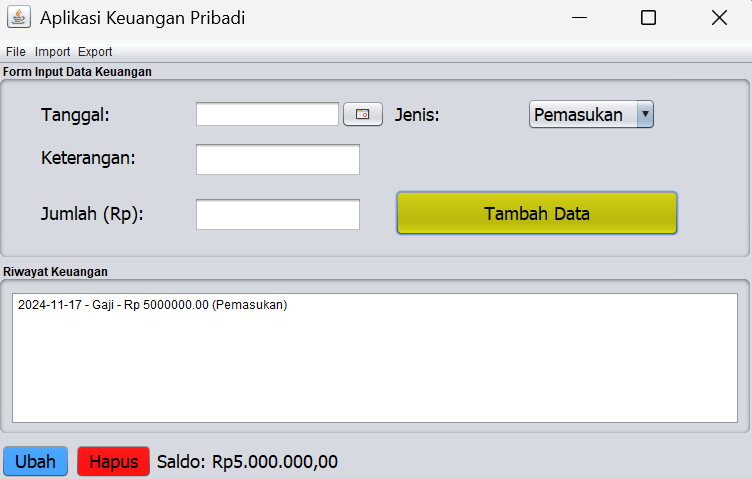 Aplikasi Keuangan Pribadi
File Import Export
Form Input Data Keuangan
Tanggal: Jenis: Pemasukan
Keterangan:
Jumlah (Rp): Tambah Data
Riwayat Keuangan
2024-11-17 - Gaji - Rp 5000000.00 (Pemasukan)
Ubah Hapus Saldo: Rp5.000.000,00